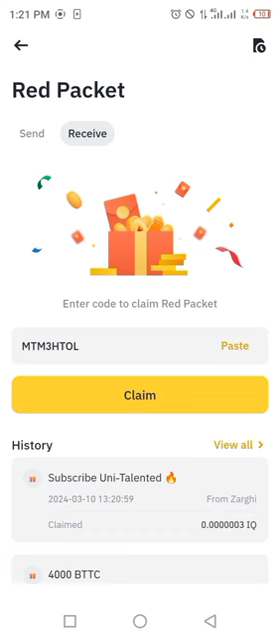 1:21 PM
Red Packet
Send
Receive
Enter code to claim Red Packet
MTM3HTOL
Paste
Claim
History
View all
Subscribe Uni-Talented 🔥
2024-03-10 13:20:59
From Zarghi
Claimed
0.0000003 IQ
4000 BTTC